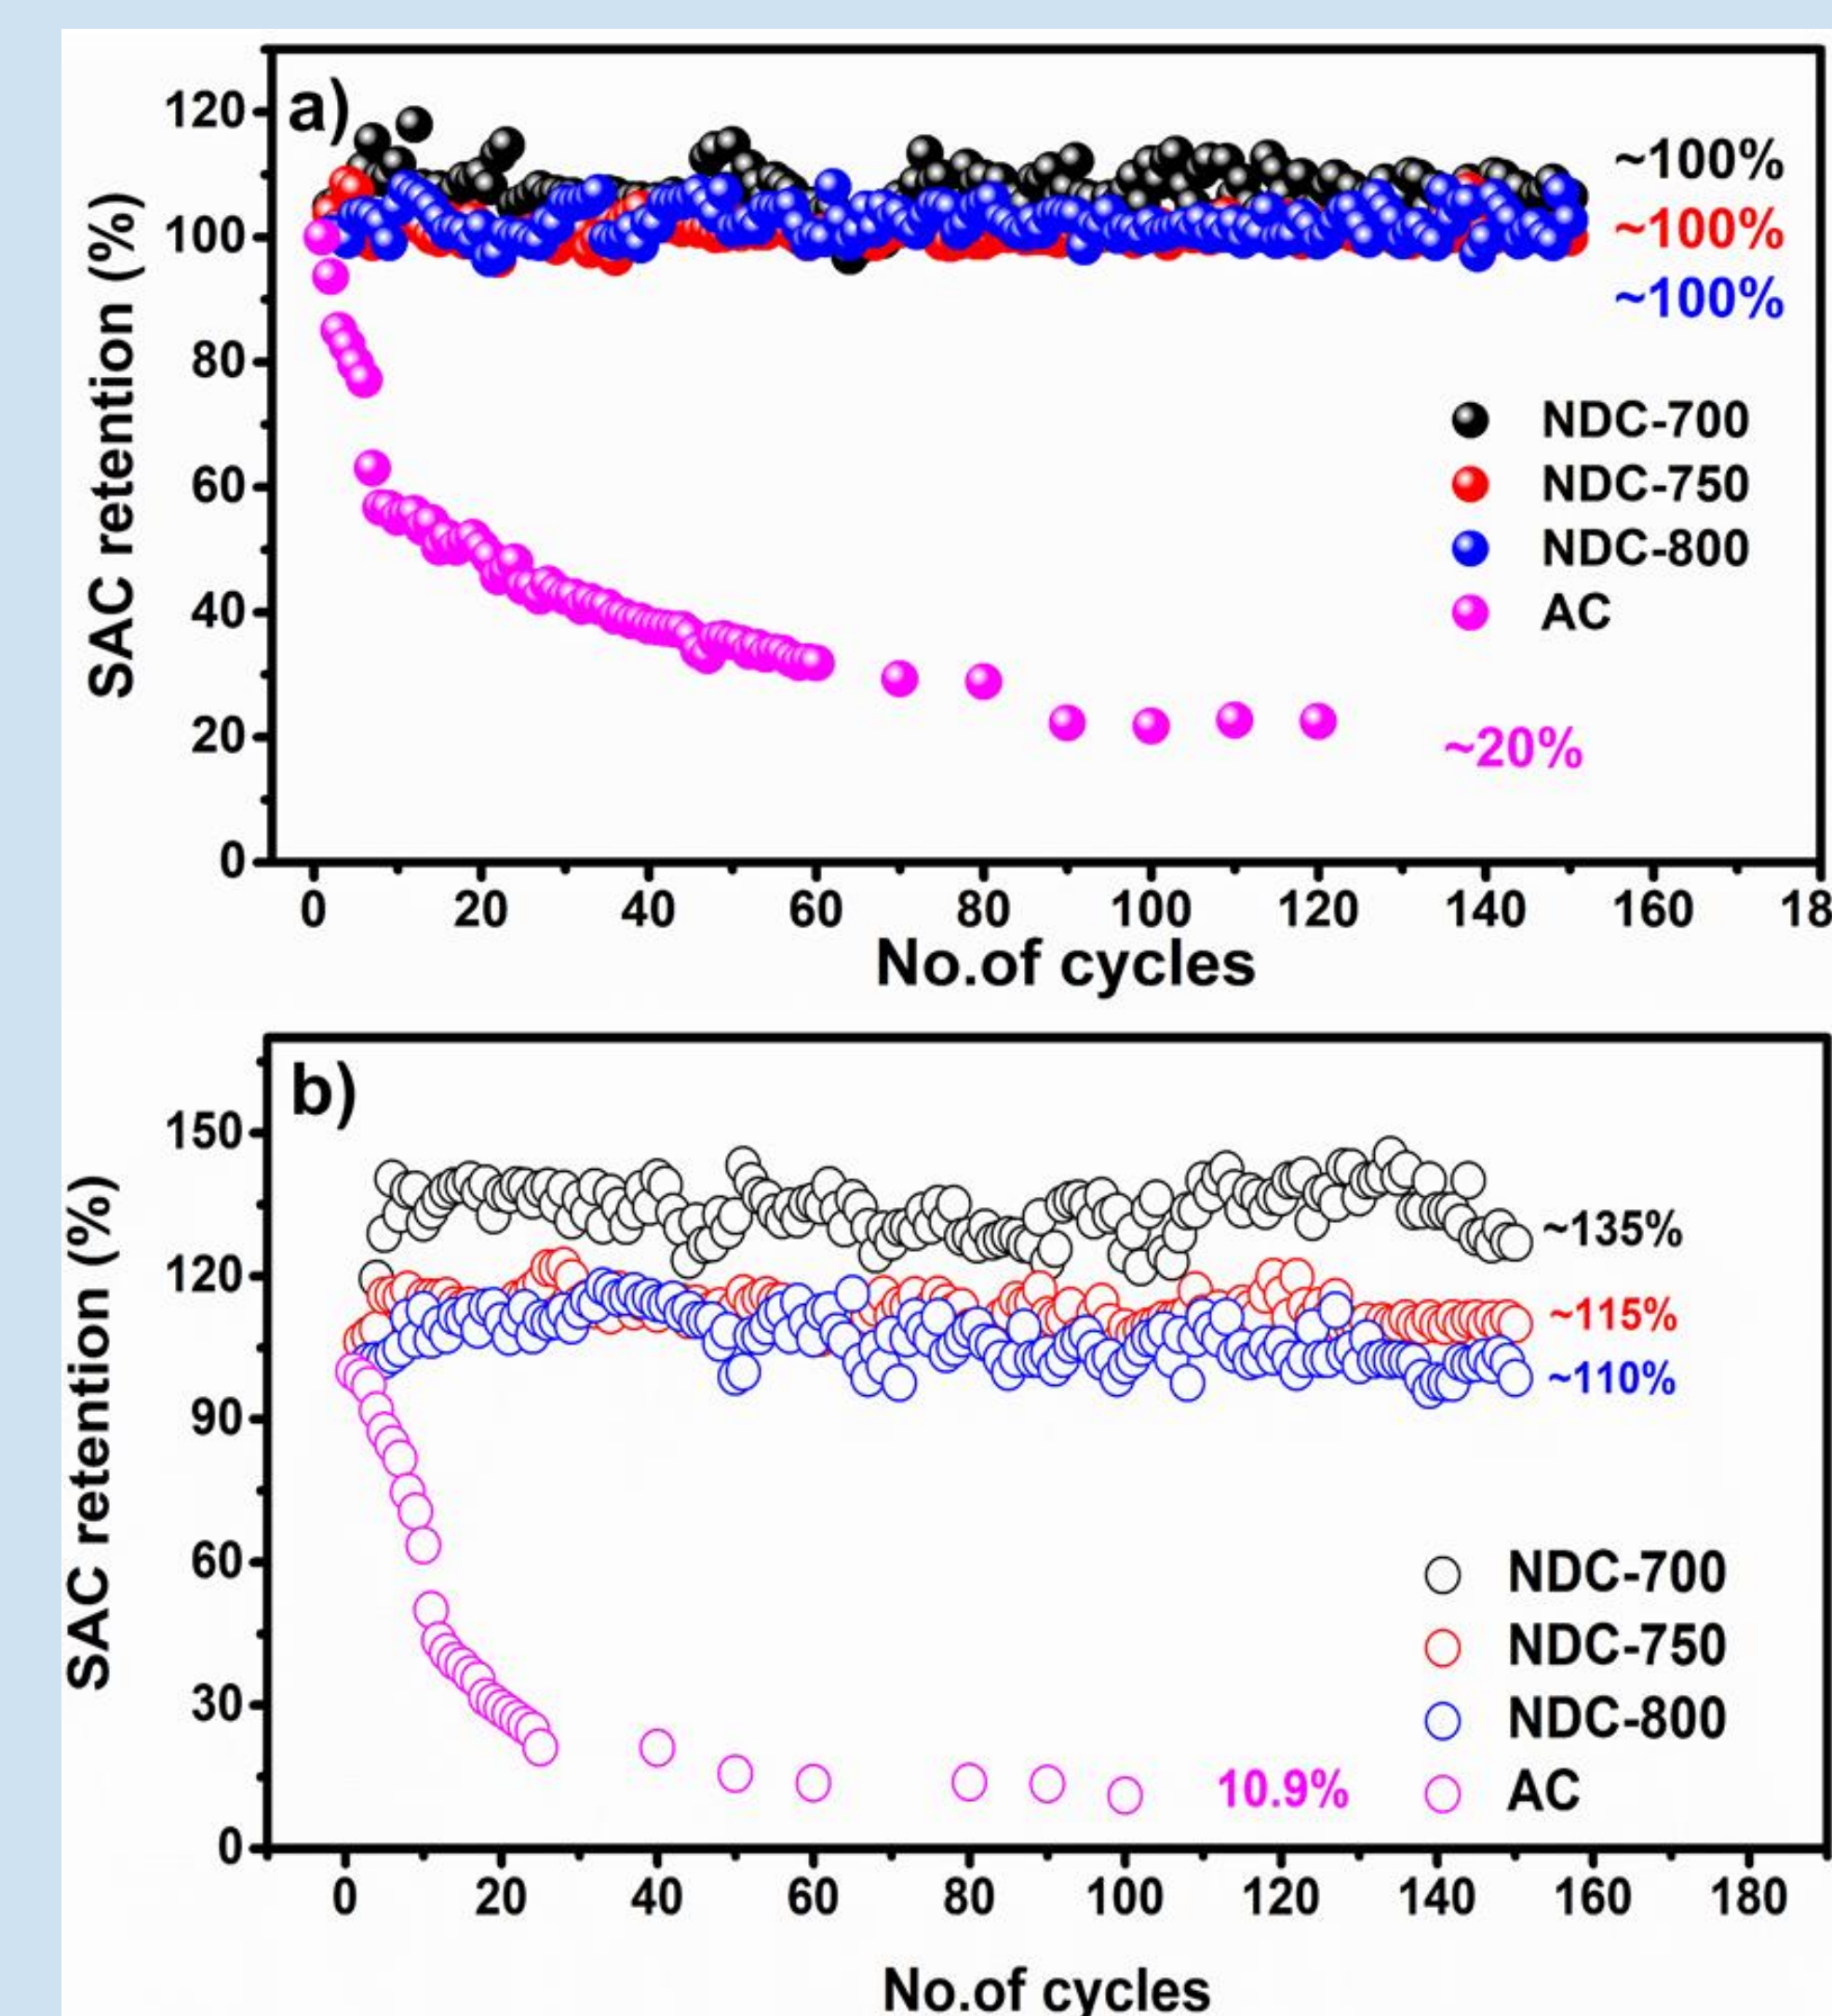 a)
SAC retention (%)
120
100
80
60
40
20
0
~100%
~100%
~100%
NDC-700
NDC-750
NDC-800
AC
~20%
0 20 40 60 80 100 120 140 160 18
No.of cycles
b)
SAC retention (%)
150
120
90
60
30
0
~135%
~115%
~110%
NDC-700
NDC-750
NDC-800
AC
10.9%
0 20 40 60 80 100 120 140 160 180
No.of cycles